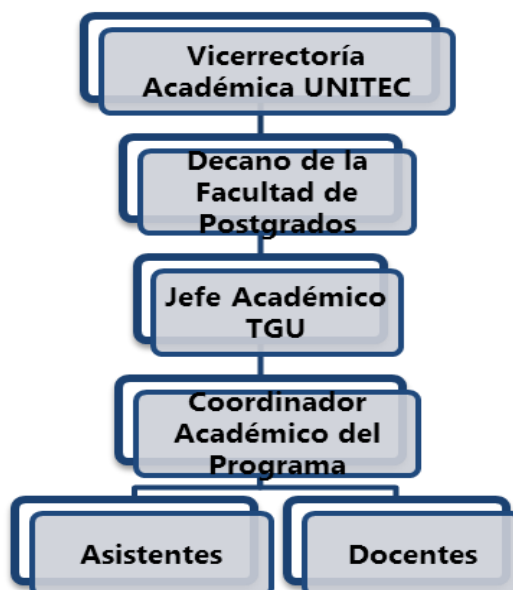 Vicerrectoría
Académica UNITEC
Decano de la
Facultad de
Postgrados
Jefe Académico
TGU
Coordinador
Académico del
Programa
Asistentes
Docentes